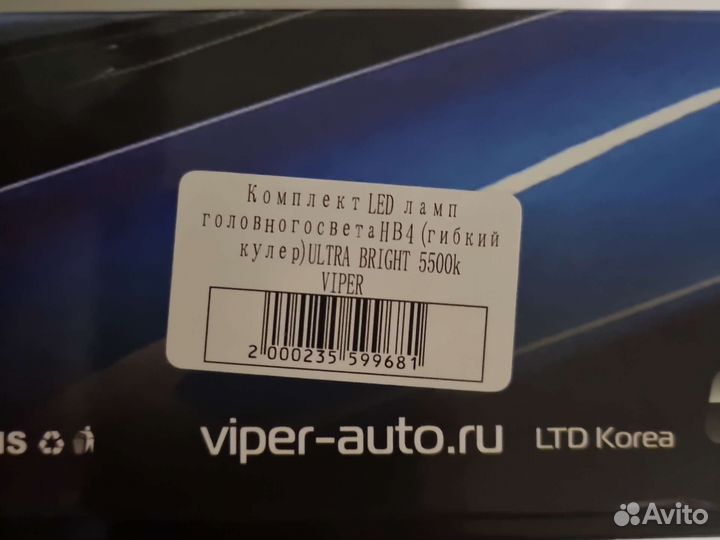 Комплект LED ламп
головногосветаHB4(гибкий
кулер)ULTRA BRIGHT 5500k
VIPER
2 000235 599681
viper-auto.ru LTD Korea
Avito